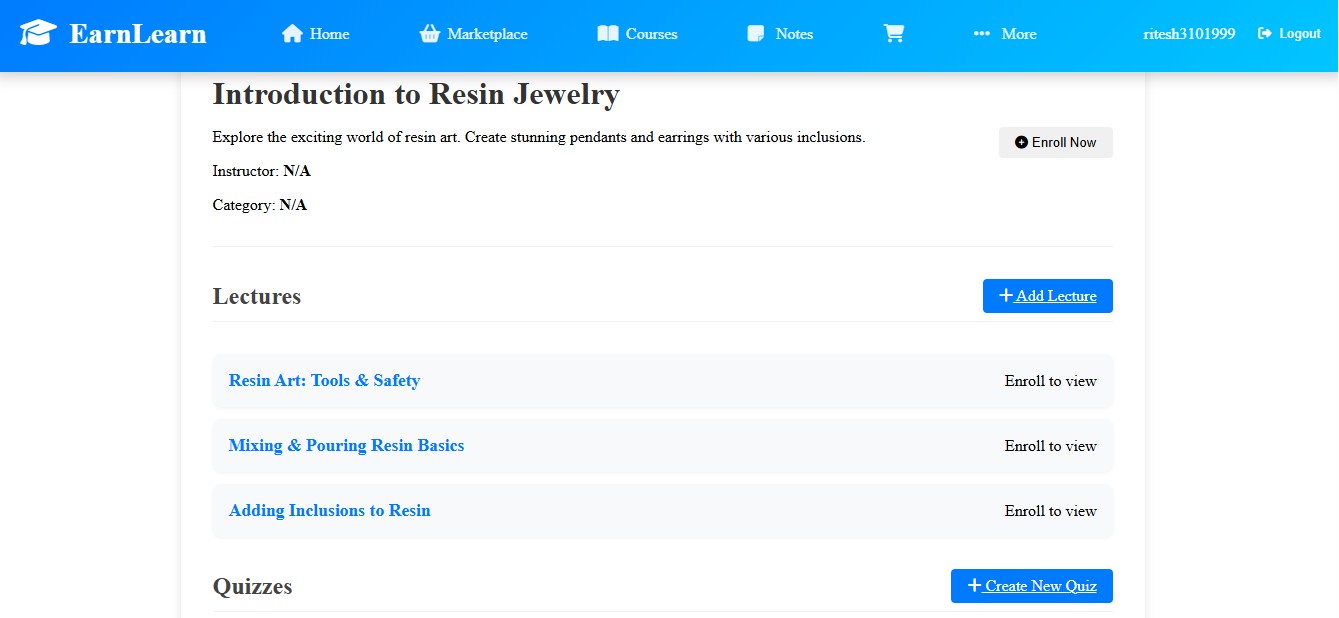 EarnLearn Home Marketplace Courses Notes More ritesh3101999 Logout
Introduction to Resin Jewelry
Explore the exciting world of resin art. Create stunning pendants and earrings with various inclusions.
Enroll Now
Instructor: N/A
Category: N/A
Lectures
Add Lecture
Resin Art: Tools & Safety Enroll to view
Mixing & Pouring Resin Basics Enroll to view
Adding Inclusions to Resin Enroll to view
Quizzes
Create New Quiz